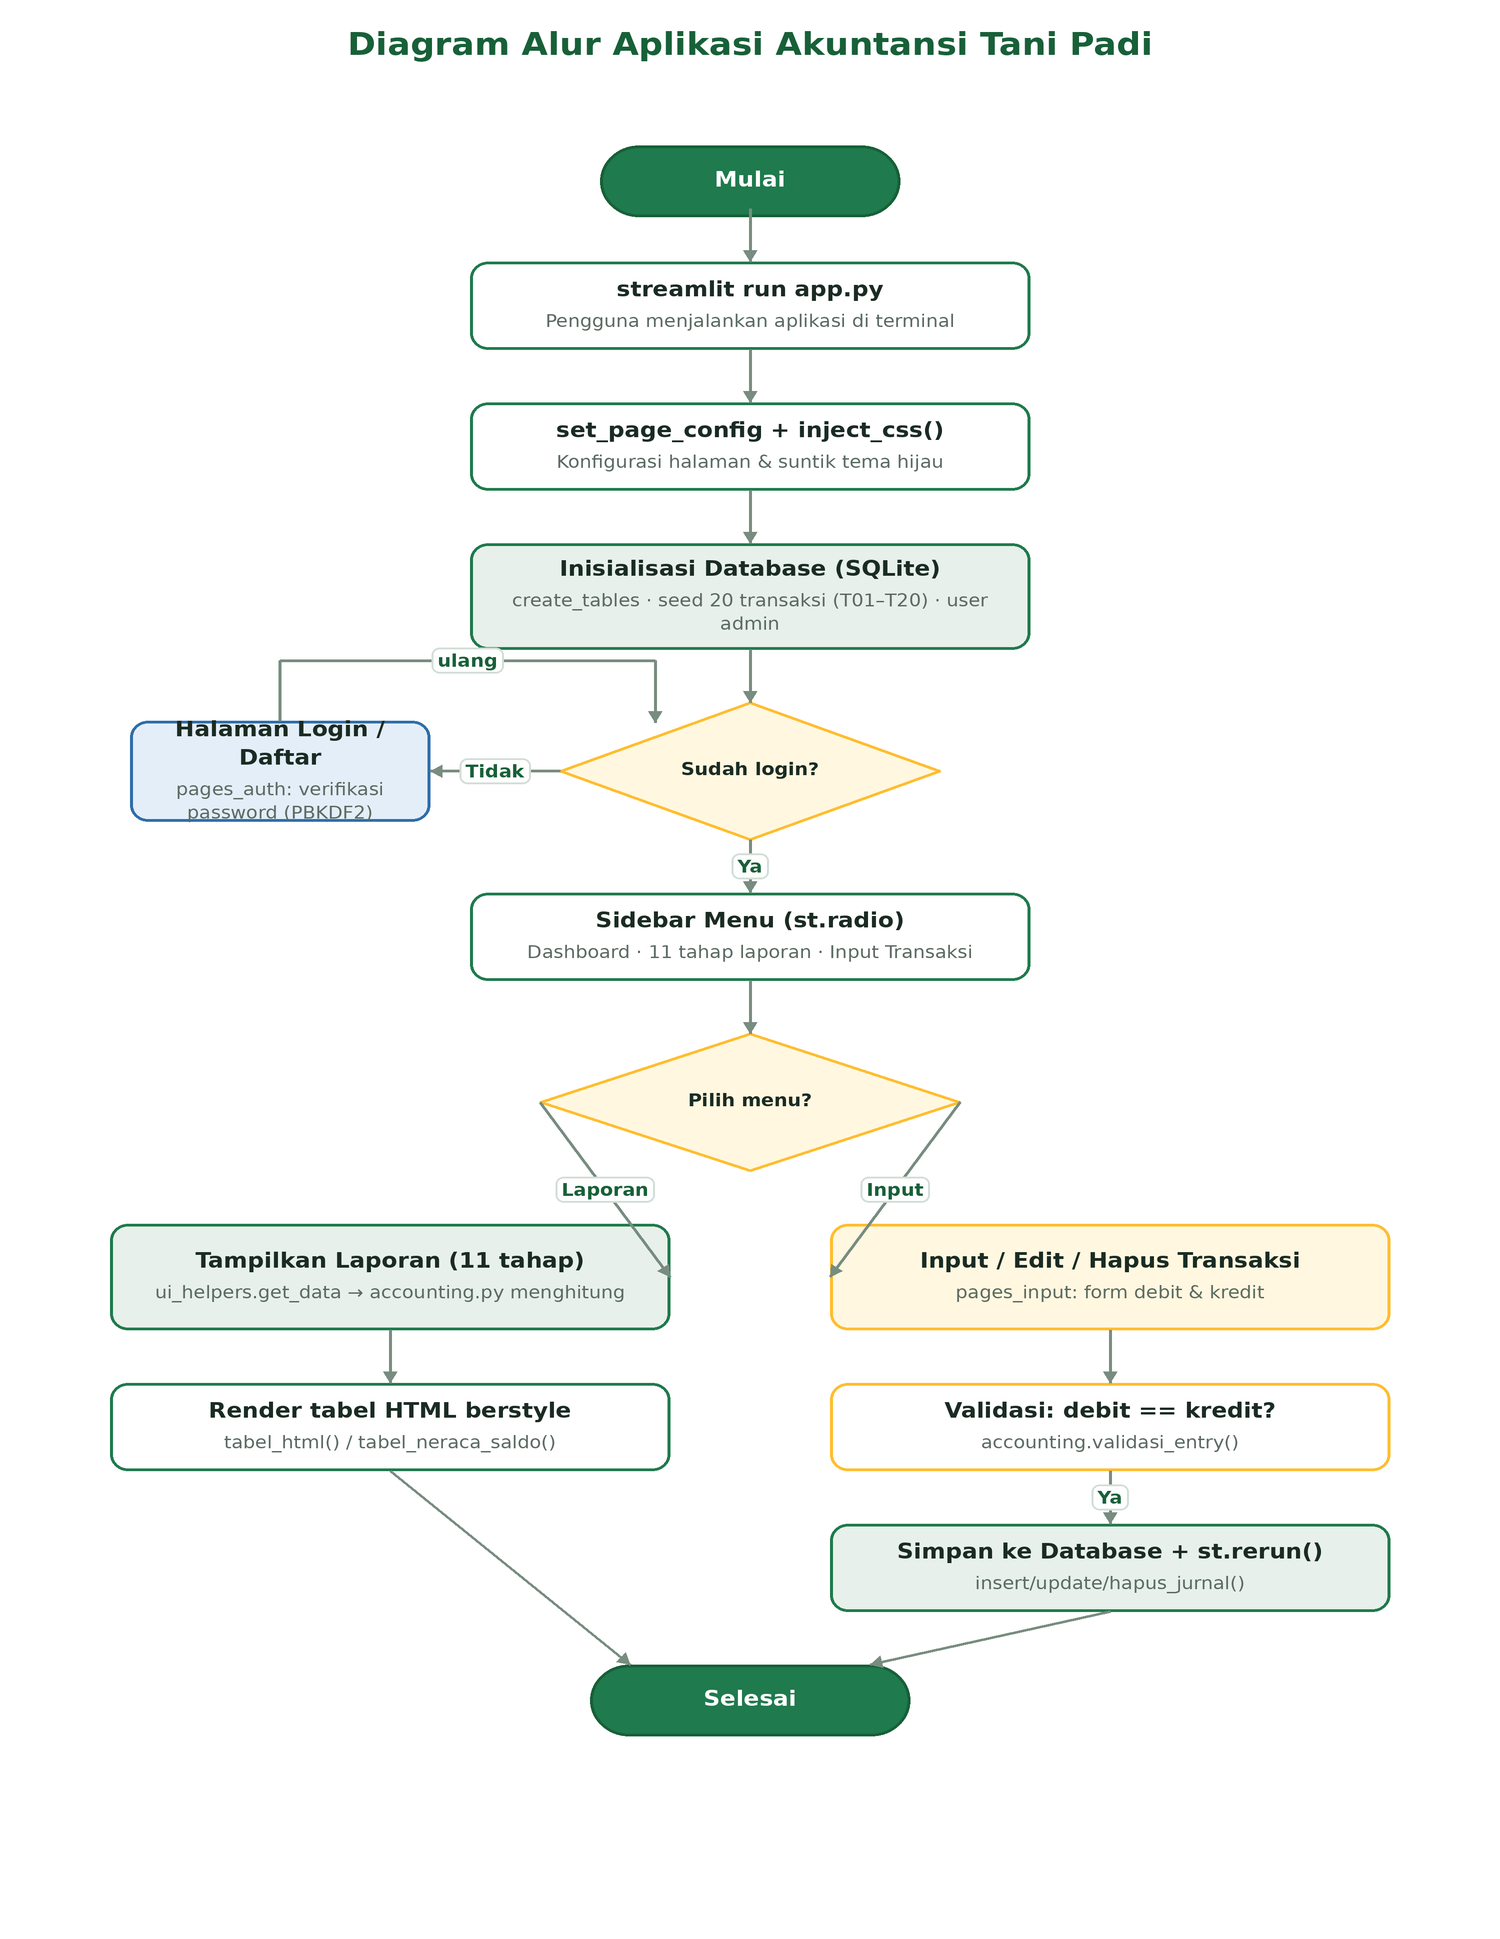 Diagram Alur Aplikasi Akuntansi Tani Padi
Mulai
streamlit run app.py
Pengguna menjalankan aplikasi di terminal
set_page_config + inject_css()
Konfigurasi halaman & suntik tema hijau
Inisialisasi Database (SQLite)
create_tables · seed 20 transaksi (T01–T20) · user
admin
ulang
Halaman Login /
Daftar
pages_auth: verifikasi
password (PBKDF2)
Tidak
Sudah login?
Ya
Sidebar Menu (st.radio)
Dashboard · 11 tahap laporan · Input Transaksi
Pilih menu?
Laporan
Input
Tampilkan Laporan (11 tahap)
ui_helpers.get_data → accounting.py menghitung
Input / Edit / Hapus Transaksi
pages_input: form debit & kredit
Render tabel HTML berstyle
tabel_html() / tabel_neraca_saldo()
Validasi: debit == kredit?
accounting.validasi_entry()
Ya
Simpan ke Database + st.rerun()
insert/update/hapus_jurnal()
Selesai